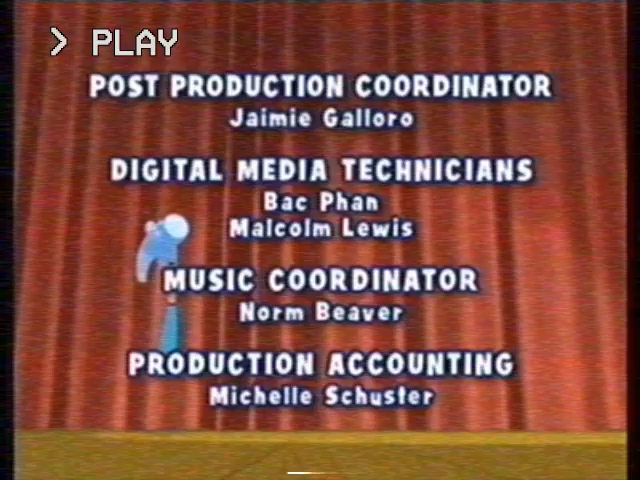 > PLAY
POST PRODUCTION COORDINATOR
Jaimie Galloro
DIGITAL MEDIA TECHNICIANS
Bac Phan
Malcolm Lewis
MUSIC COORDINATOR
Norm Beaver
PRODUCTION ACCOUNTING
Michelle Schuster